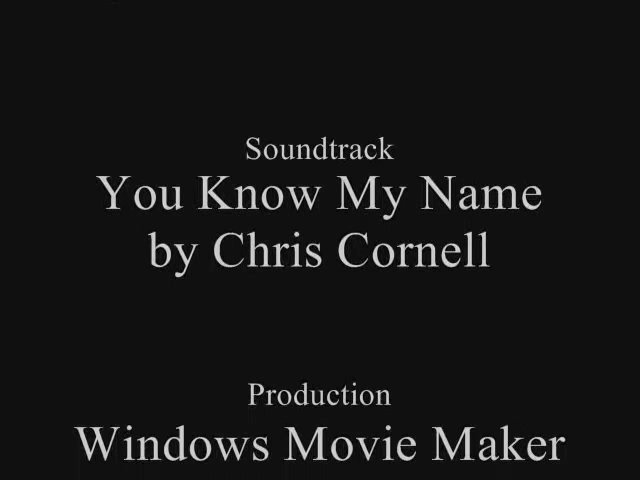 Soundtrack
You Know My Name
by Chris Cornell
Production
Windows Movie Maker